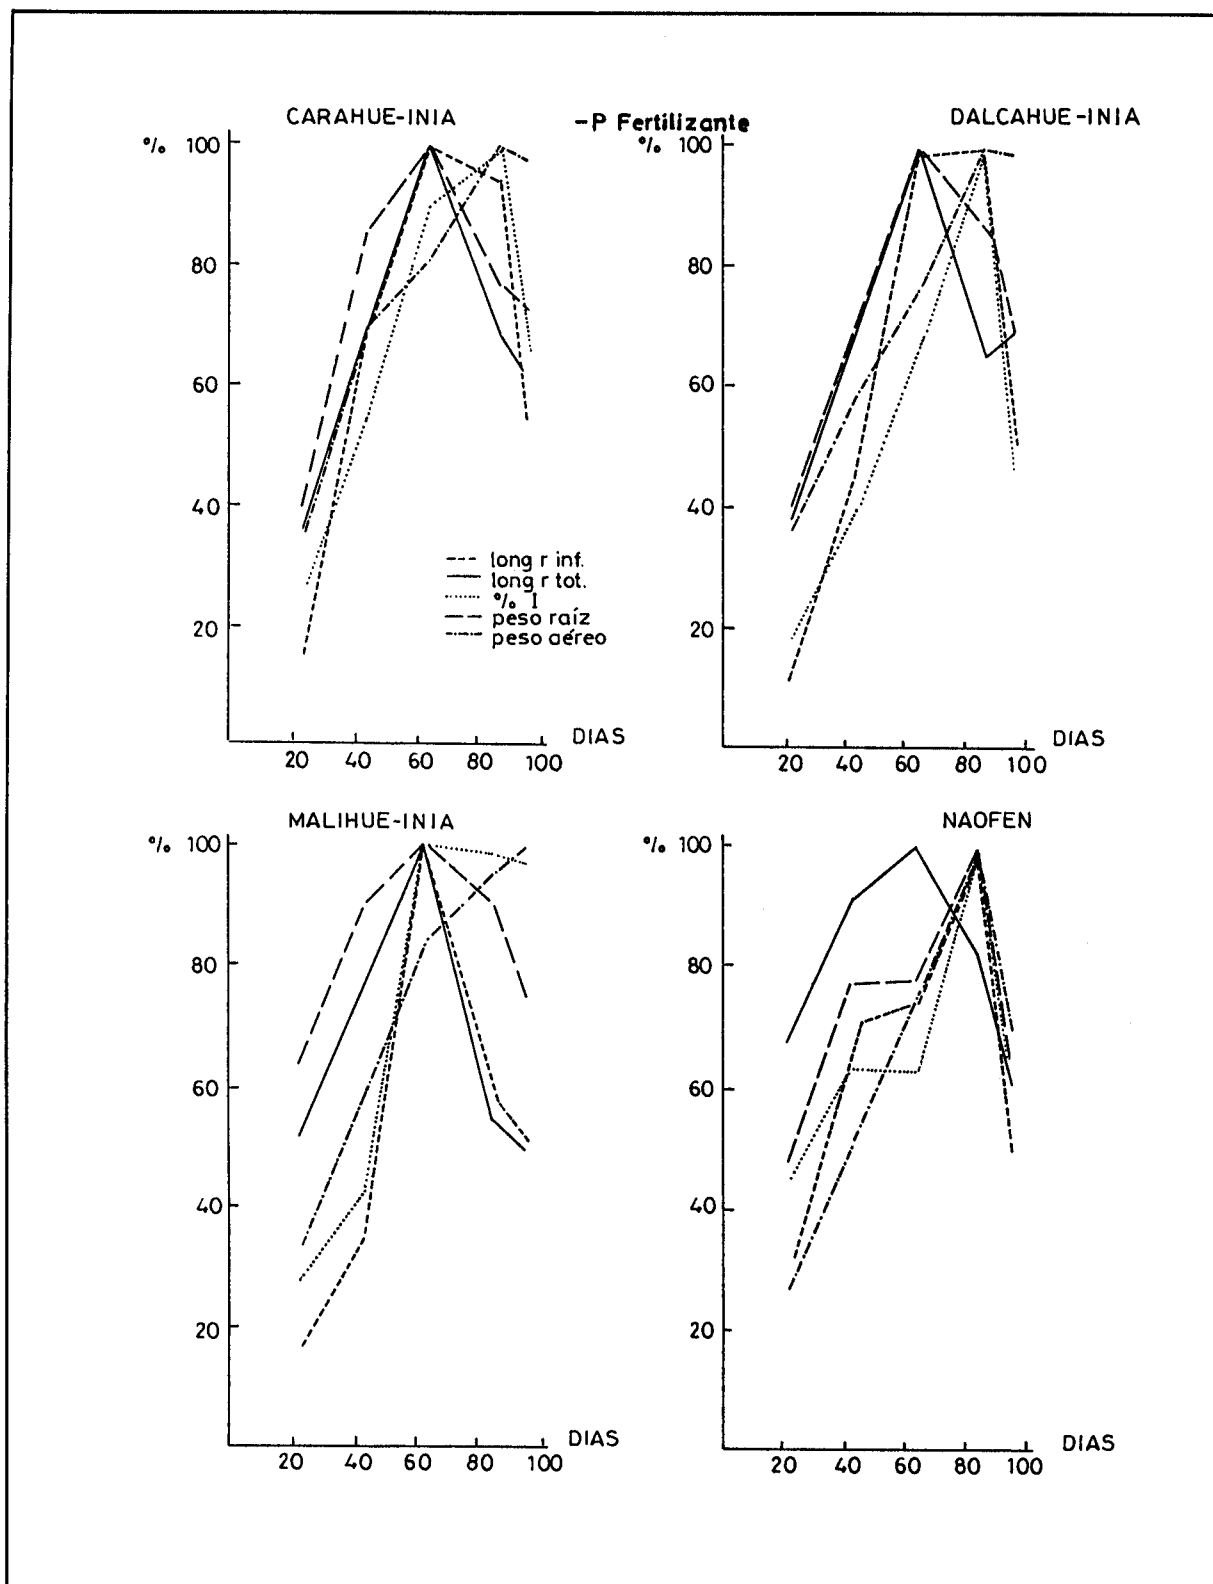 CARAHUE-INIA
-P Fertilizante
DALCAHUE-INIA
% 100
80
60
40
20
20 40 60 80 100
DIAS
--- long r inf.
— long r tot.
...... % I
— — peso raíz
-·-·- peso aéreo
% 100
80
60
40
20
20 40 60 80 100
DIAS
MALIHUE-INIA
% 100
80
60
40
20
20 40 60 80 100
DIAS
NAOFEN
% 100
80
60
40
20
20 40 60 80 100
DIAS